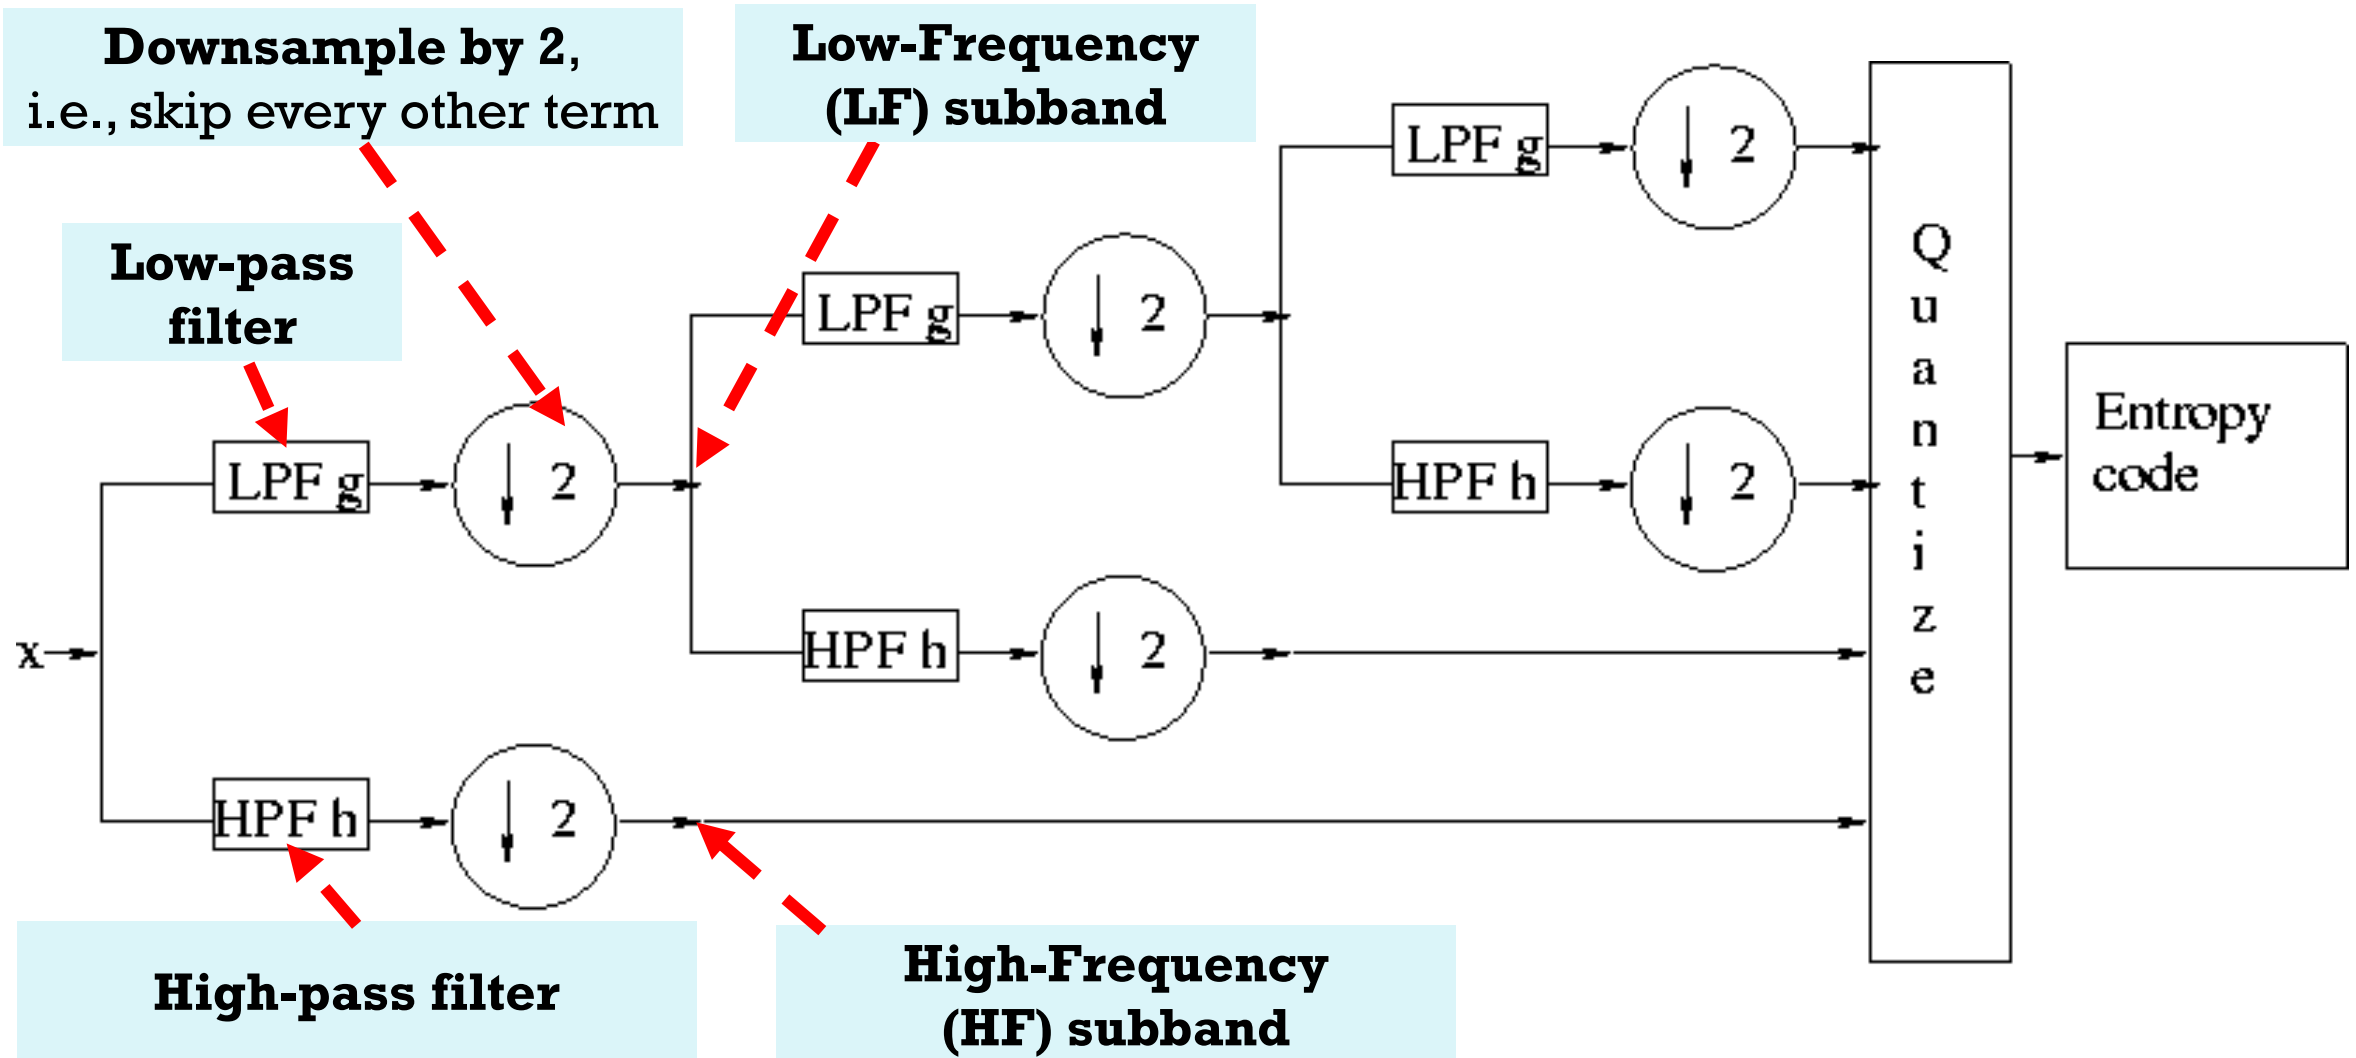 Downsample by 2,
i.e., skip every other term
Low-Frequency
(LF) subband
Low-pass
filter
LPF g
↓ 2
LPF g
↓ 2
LPF g
↓ 2
HPF h
↓ 2
HPF h
↓ 2
x
HPF h
↓ 2
Quantize
Entropy
code
High-pass filter
High-Frequency
(HF) subband